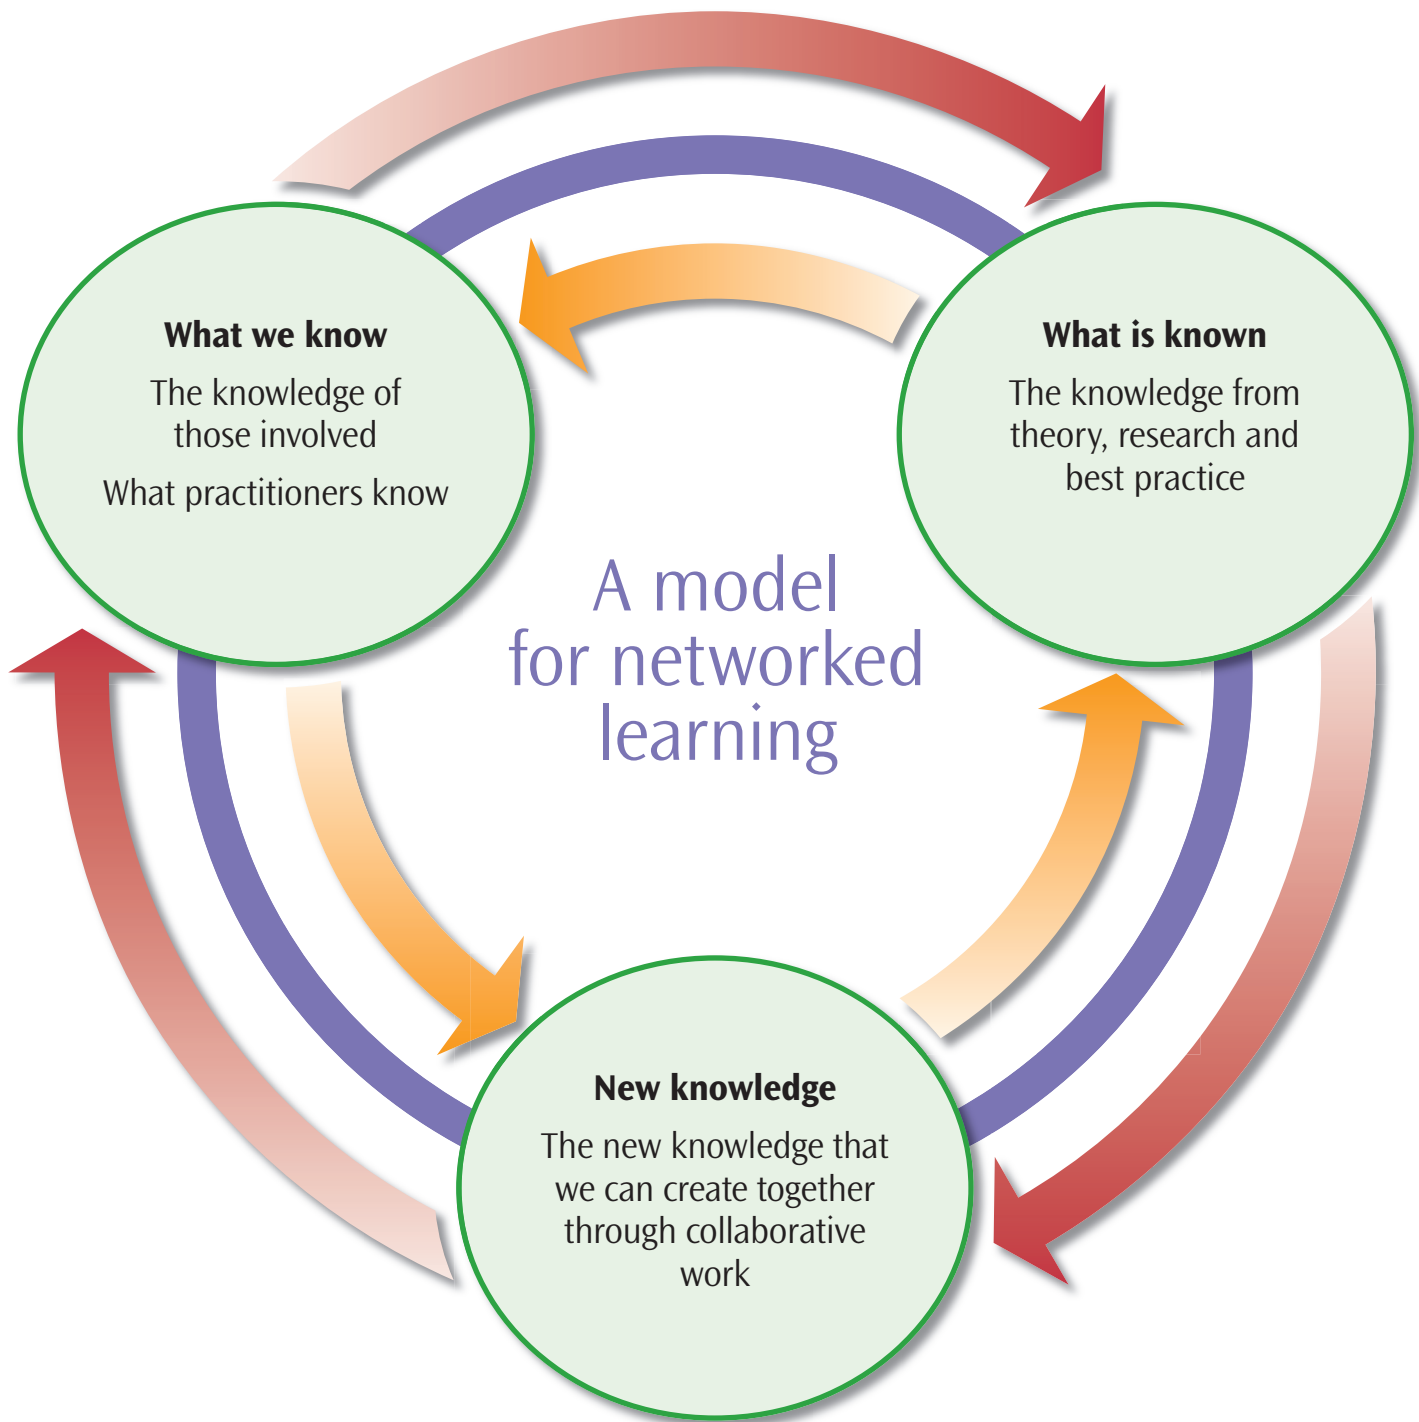 What we know
The knowledge of
those involved
What practitioners know
What is known
The knowledge from
theory, research and
best practice
A model
for networked
learning
New knowledge
The new knowledge that
we can create together
through collaborative
work